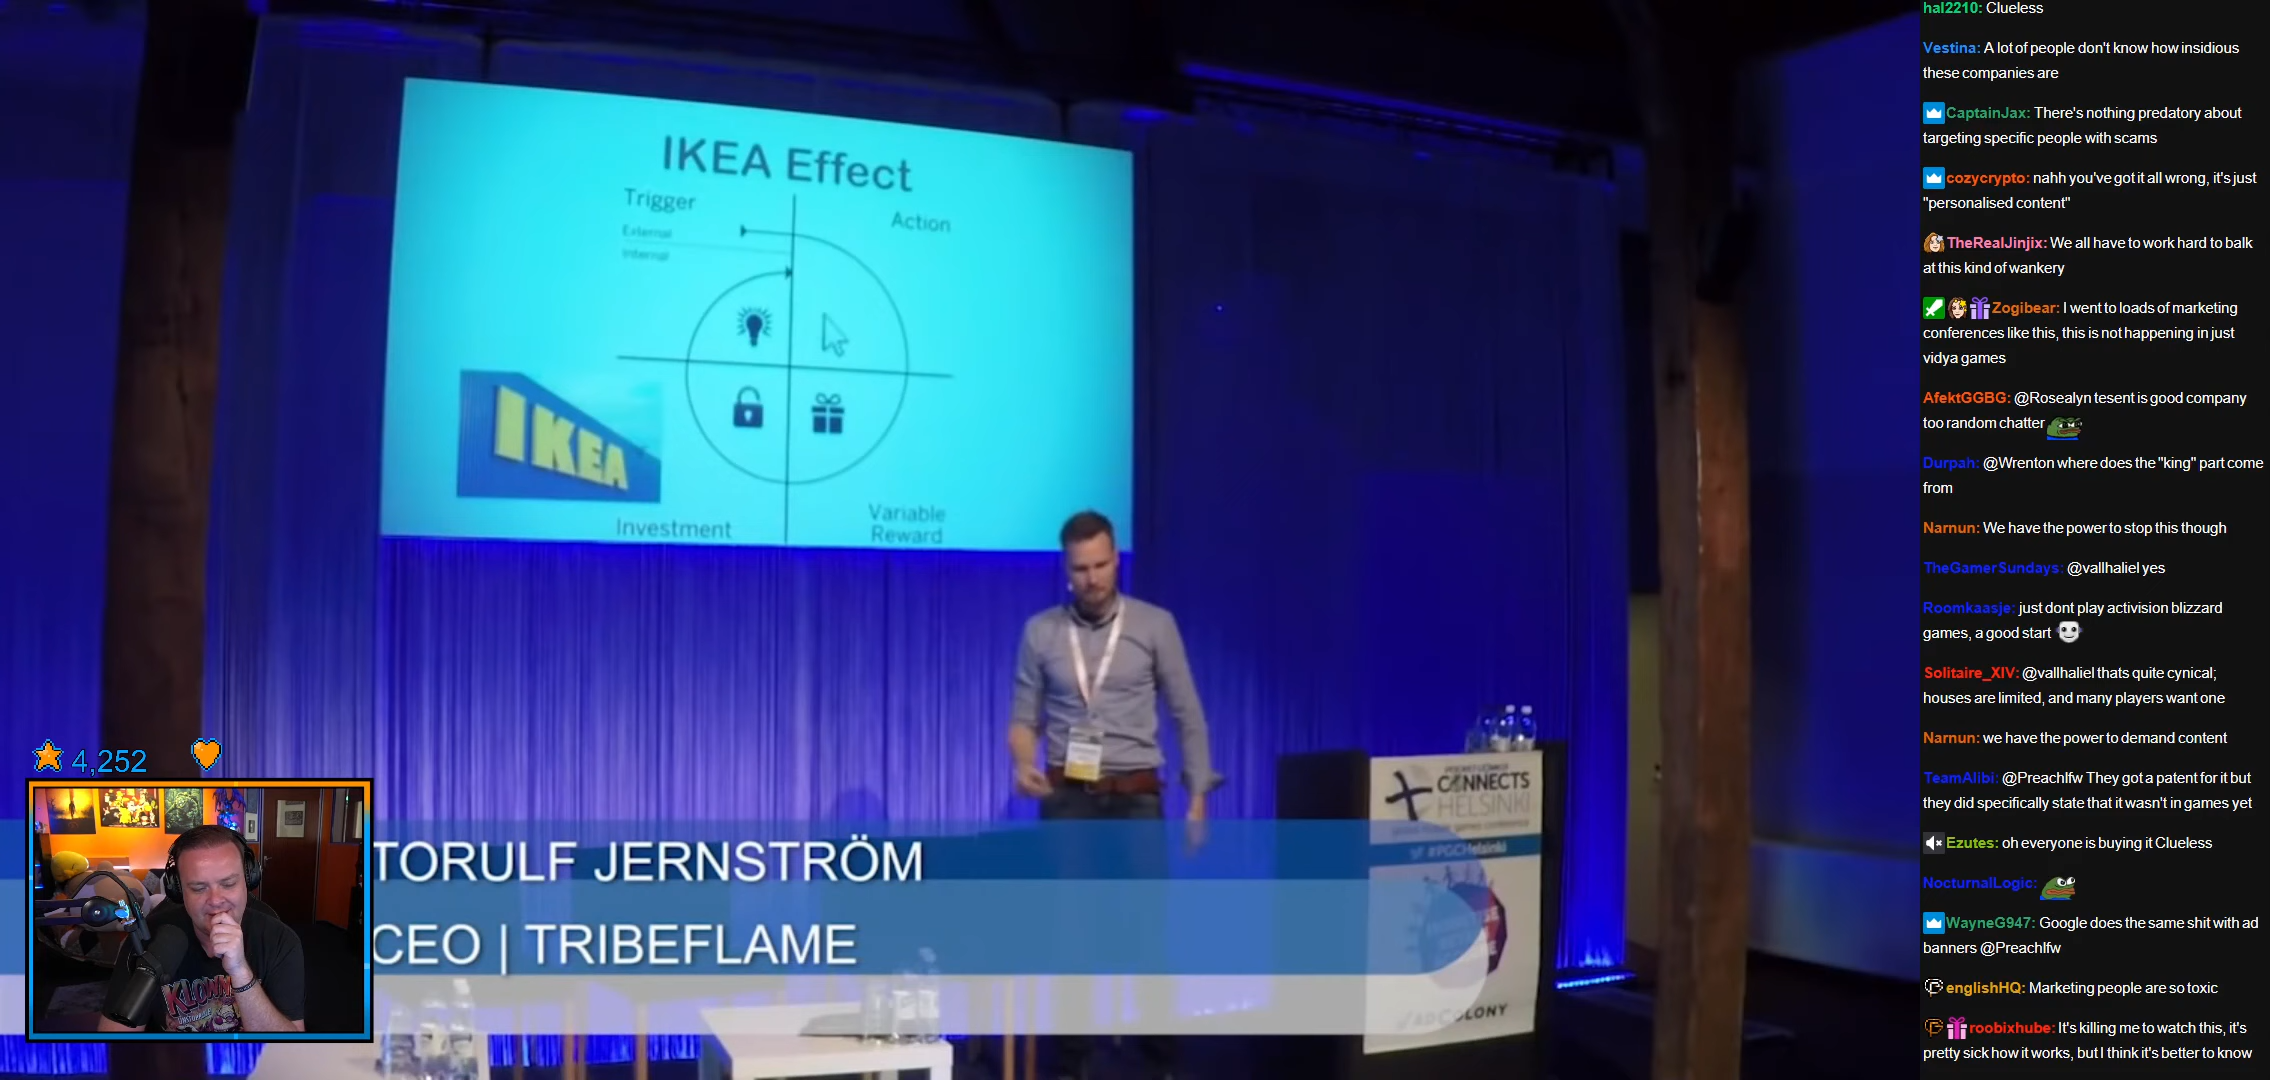 IKEA Effect
Trigger
External
Internal
Action
IKEA
Investment
Variable
Reward
CONNECTS
HELSINKI
#PGCHelsinki
ADCOLONY
4,252
TORULF JERNSTRÖM
CEO | TRIBEFLAME
hal2210: Clueless
Vestina: A lot of people don't know how insidious
these companies are
CaptainJax: There's nothing predatory about
targeting specific people with scams
cozycrypto: nahh you've got it all wrong, it's just
"personalised content"
TheRealJinjix: We all have to work hard to balk
at this kind of wankery
Zogibear: I went to loads of marketing
conferences like this, this is not happening in just
vidya games
AfektGGBG: @Rosealyn tesent is good company
too random chatter
Durpah: @Wrenton where does the "king" part come
from
Narnun: We have the power to stop this though
TheGamerSundays: @vallhaliel yes
Roomkaasje: just dont play activision blizzard
games, a good start
Solitaire_XIV: @vallhaliel thats quite cynical;
houses are limited, and many players want one
Narnun: we have the power to demand content
TeamAlibi: @Preachlfw They got a patent for it but
they did specifically state that it wasn't in games yet
Ezutes: oh everyone is buying it Clueless
NocturnalLogic:
WayneG947: Google does the same shit with ad
banners @Preachlfw
englishHQ: Marketing people are so toxic
roobixhube: It's killing me to watch this, it's
pretty sick how it works, but I think it's better to know